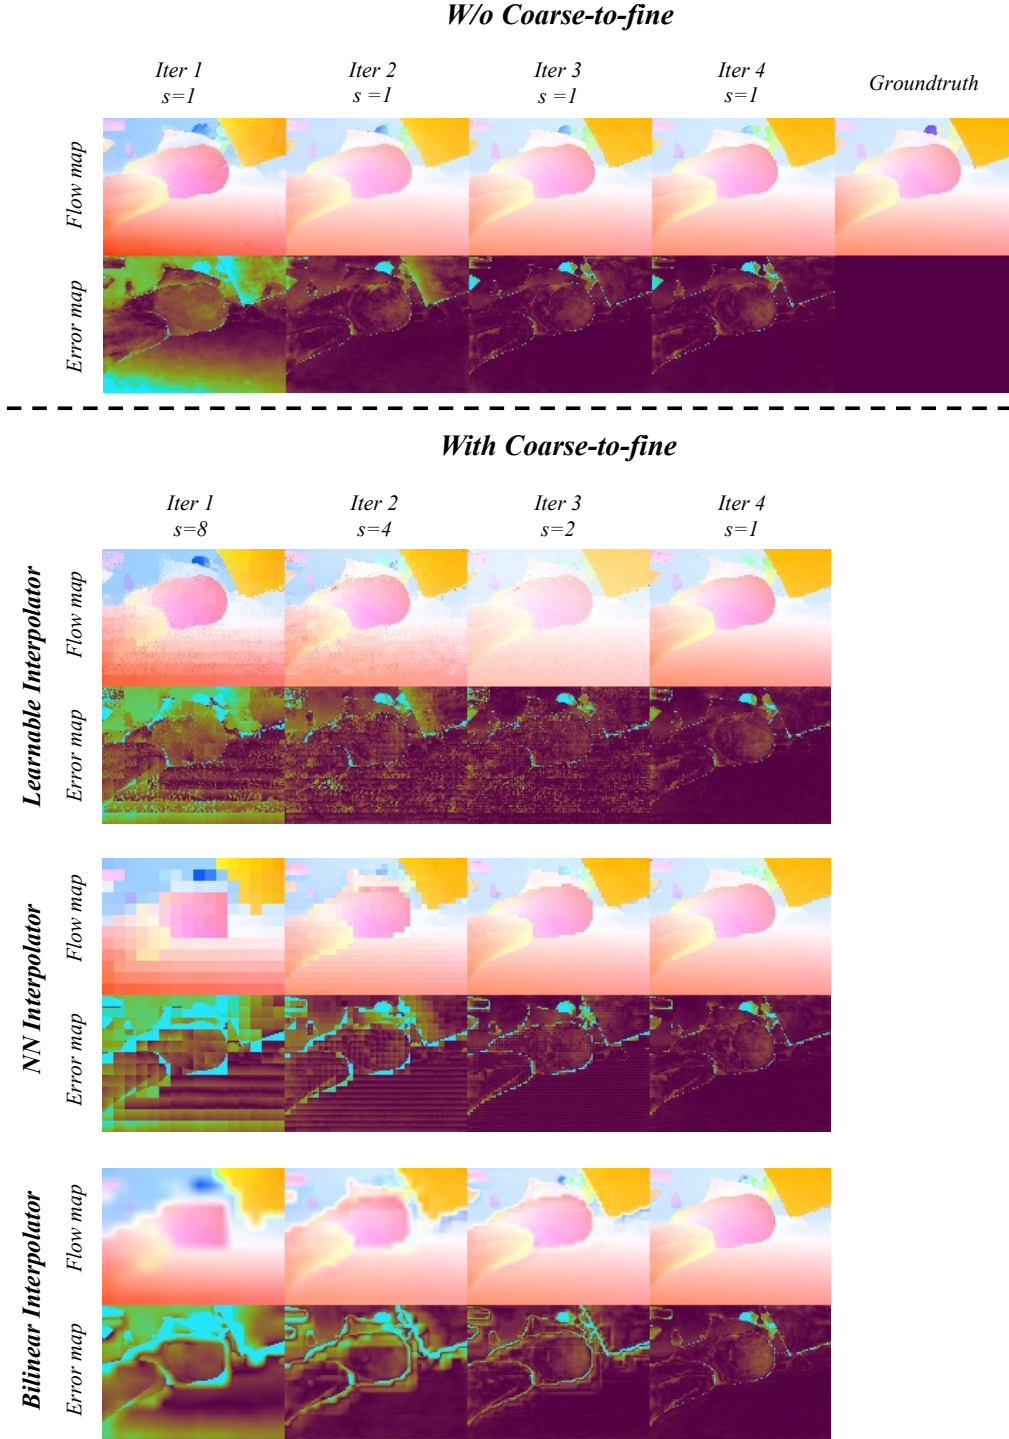 W/o Coarse-to-fine
Iter 1
s=1
Iter 2
s =1
Iter 3
s =1
Iter 4
s=1
Groundtruth
Flow map
Error map
With Coarse-to-fine
Iter 1
s=8
Iter 2
s=4
Iter 3
s=2
Iter 4
s=1
Learnable Interpolator
Flow map
Error map
NN Interpolator
Flow map
Error map
Bilinear Interpolator
Flow map
Error map